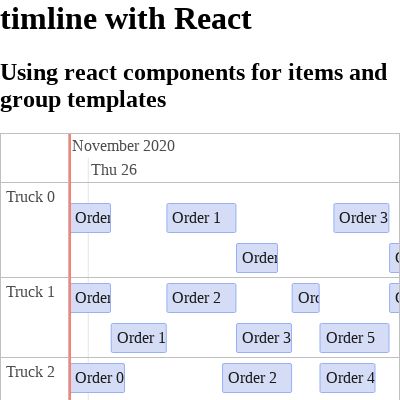 timline with React
Using react components for items and
group templates
November 2020
Thu 26
Truck 0
Order
Order 1
Order 3
Order
Truck 1
Order
Order 2
Order 1
Order 3
Order 5
Truck 2
Order 0
Order 2
Order 4